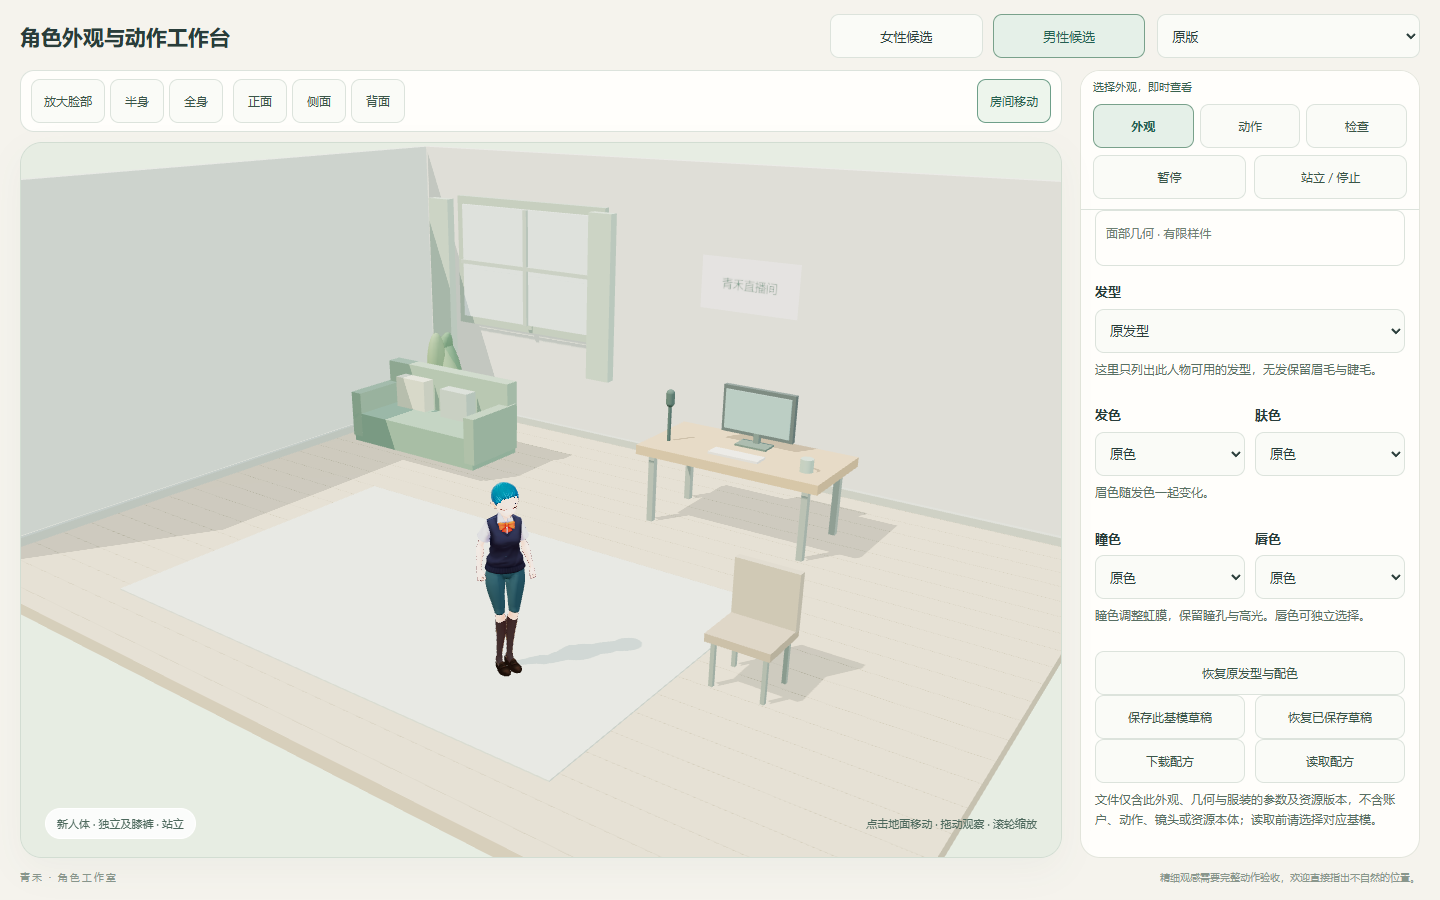 角色外观与动作工作台
女性候选
男性候选
原版
放大脸部
半身
全身
正面
侧面
背面
房间移动
青禾直播间
新人体 · 独立及膝裤 · 站立
点击地面移动 · 拖动观察 · 滚轮缩放
选择外观，即时查看
外观
动作
检查
暂停
站立 / 停止
面部几何 · 有限样件
发型
原发型
这里只列出此人物可用的发型，无发保留眉毛与睫毛。
发色
肤色
原色
原色
眉色随发色一起变化。
瞳色
唇色
原色
原色
瞳色调整虹膜，保留瞳孔与高光。唇色可独立选择。
恢复原发型与配色
保存此基模草稿
恢复已保存草稿
下载配方
读取配方
文件仅含此外观、几何与服装的参数及资源版本，不含账
户、动作、镜头或资源本体；读取前请选择对应基模。
青禾 · 角色工作室
精细观感需要完整动作验收，欢迎直接指出不自然的位置。